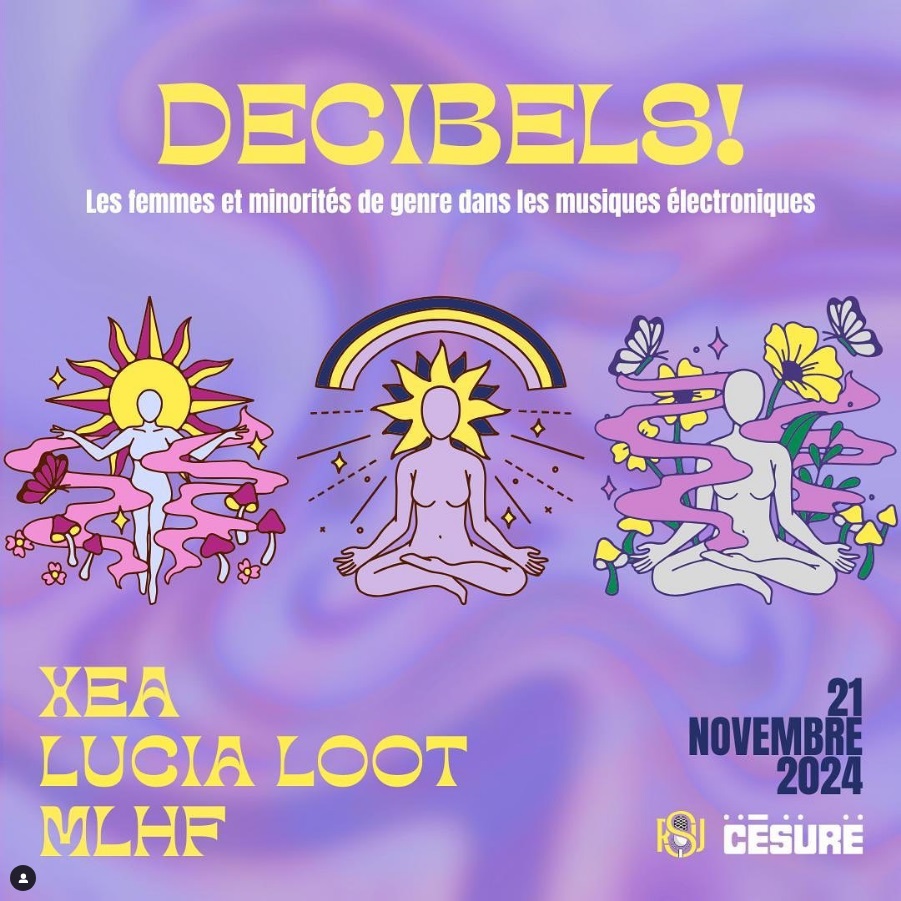 DECIBELS!
Les femmes et minorités de genre dans les musiques électroniques
XEA
LUCIA LOOT
MLHF
21
NOVEMBRE
2024
CÉSURE